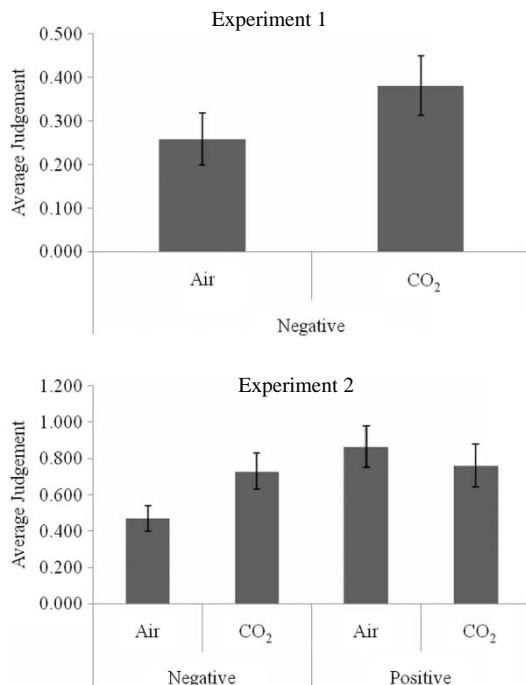 Experiment 1
0.500
0.400
0.300
0.200
0.100
0.000
Average Judgement
Air CO₂
Negative
Experiment 2
1.200
1.000
0.800
0.600
0.400
0.200
0.000
Average Judgement
Air CO₂ Air CO₂
Negative Positive